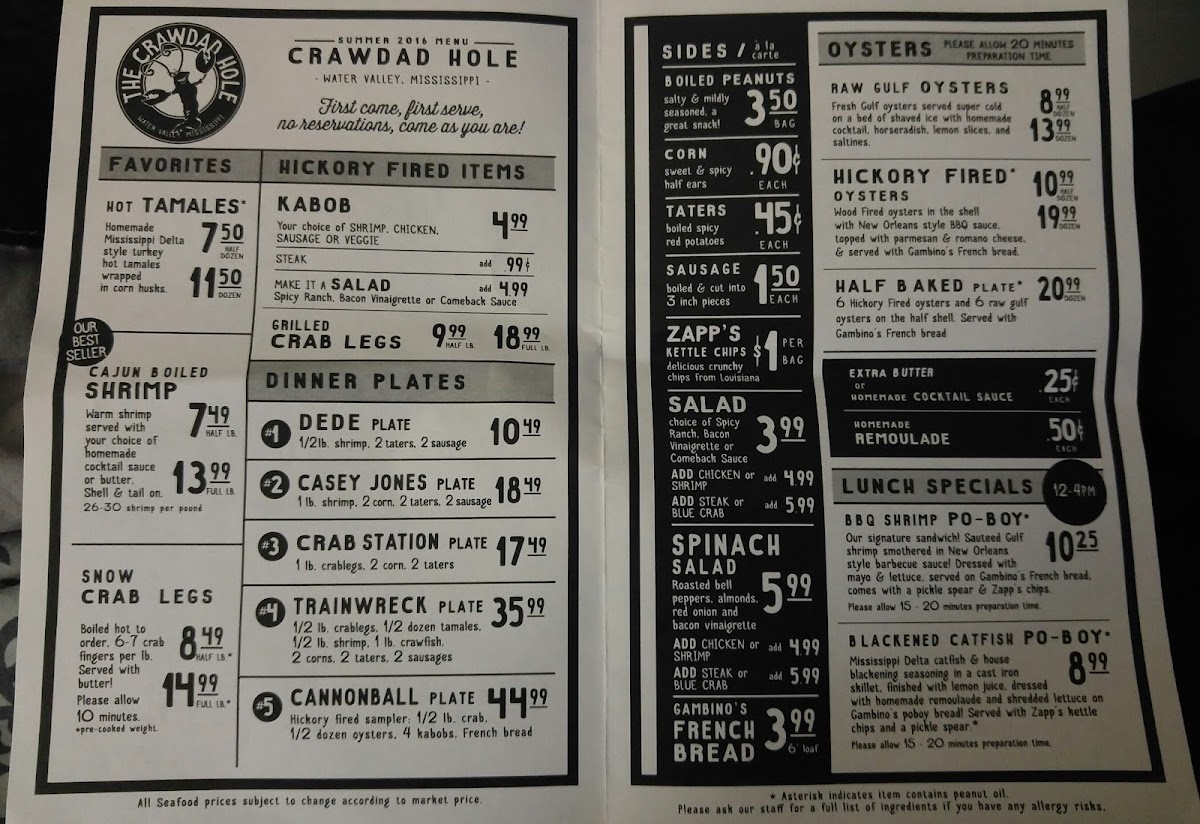 THE CRAWDAD HOLE
WATER VALLEY MISSISSIPPI
SUMMER 2016 MENU
CRAWDAD HOLE
- WATER VALLEY, MISSISSIPPI -
First come, first serve,
no reservations, come as you are!
FAVORITES
HOT TAMALES*
Homemade
Mississippi Delta
style turkey
hot tamales
wrapped
in corn husks.
7.50
HALF
DOZEN
11.50
DOZEN
OUR
BEST
SELLER
CAJUN BOILED
SHRIMP
Warm shrimp
served with
your choice of
homemade
cocktail sauce
or butter.
Shell & tail on.
26-30 shrimp per pound
7.49
HALF LB.
13.99
FULL LB.
SNOW
CRAB LEGS
Boiled hot to
order. 6-7 crab
fingers per lb.
Served with
butter!
Please allow
10 minutes.
*pre-cooked weight.
8.49
HALF LB.*
14.99
FULL LB.*
HICKORY FIRED ITEMS
KABOB
Your choice of SHRIMP, CHICKEN,
SAUSAGE OR VEGGIE
4.99
STEAK add .99¢
MAKE IT A SALAD add 4.99
Spicy Ranch, Bacon Vinaigrette or Comeback Sauce
GRILLED
CRAB LEGS 9.99 HALF LB. 18.99 FULL LB.
DINNER PLATES
#1 DEDE PLATE 10.49
1/2lb. shrimp, 2 taters, 2 sausage
#2 CASEY JONES PLATE 18.49
1 lb. shrimp, 2 corn, 2 taters, 2 sausage
#3 CRAB STATION PLATE 17.49
1 lb. crablegs, 2 corn, 2 taters
#4 TRAINWRECK PLATE 35.99
1/2 lb. crablegs, 1/2 dozen tamales,
1/2 lb. shrimp, 1 lb. crawfish,
2 corns, 2 taters, 2 sausages
#5 CANNONBALL PLATE 44.99
Hickory fired sampler: 1/2 lb. crab,
1/2 dozen oysters, 4 kabobs, French bread
All Seafood prices subject to change according to market price.
SIDES / à la
carte
BOILED PEANUTS
salty & mildly
seasoned, a
great snack!
3.50
BAG
CORN
sweet & spicy
half ears
.90¢
EACH
TATERS
boiled spicy
red potatoes
.45¢
EACH
SAUSAGE
boiled & cut into
3 inch pieces
1.50
EACH
ZAPP'S
KETTLE CHIPS
delicious crunchy
chips from Louisiana
$1 PER
BAG
SALAD
choice of Spicy
Ranch, Bacon
Vinaigrette or
Comeback Sauce
3.99
ADD CHICKEN OR
SHRIMP add 4.99
ADD STEAK OR
BLUE CRAB add 5.99
SPINACH
SALAD
Roasted bell
peppers, almonds,
red onion and
bacon vinaigrette
5.99
ADD CHICKEN OR
SHRIMP add 4.99
ADD STEAK OR
BLUE CRAB add 5.99
GAMBINO'S
FRENCH
BREAD
3.99
6" loaf
OYSTERS PLEASE ALLOW 20 MINUTES
PREPARATION TIME
RAW GULF OYSTERS
Fresh Gulf oysters served super cold
on a bed of shaved ice with homemade
cocktail, horseradish, lemon slices, and
saltines.
8.99
HALF
DOZEN
13.99
DOZEN
HICKORY FIRED*
OYSTERS
Wood Fired oysters in the shell
with New Orleans style BBQ sauce,
topped with parmesan & romano cheese,
& served with Gambino's French bread.
10.99
HALF
DOZEN
19.99
DOZEN
HALF BAKED PLATE*
6 Hickory Fired oysters and 6 raw gulf
oysters on the half shell. Served with
Gambino's French bread
20.99
DOZEN
EXTRA BUTTER
OR
HOMEMADE COCKTAIL SAUCE
.25¢
EACH
HOMEMADE
REMOULADE
.50¢
EACH
LUNCH SPECIALS 12-4PM
BBQ SHRIMP PO-BOY*
Our signature sandwich! Sauteed Gulf
shrimp smothered in New Orleans
style barbecue sauce! Dressed with
mayo & lettuce, served on Gambino's French bread,
comes with a pickle spear & Zapp's chips.
Please allow 15 - 20 minutes preparation time.
10.25
BLACKENED CATFISH PO-BOY*
Mississippi Delta catfish & house
blackening seasoning in a cast iron
skillet, finished with lemon juice, dressed
with homemade remoulaude and shredded lettuce on
Gambino's poboy bread! Served with Zapp's kettle
chips and a pickle spear.*
Please allow 15 - 20 minutes preparation time.
8.99
* Asterisk indicates item contains peanut oil.
Please ask our staff for a full list of ingredients if you have any allergy risks.